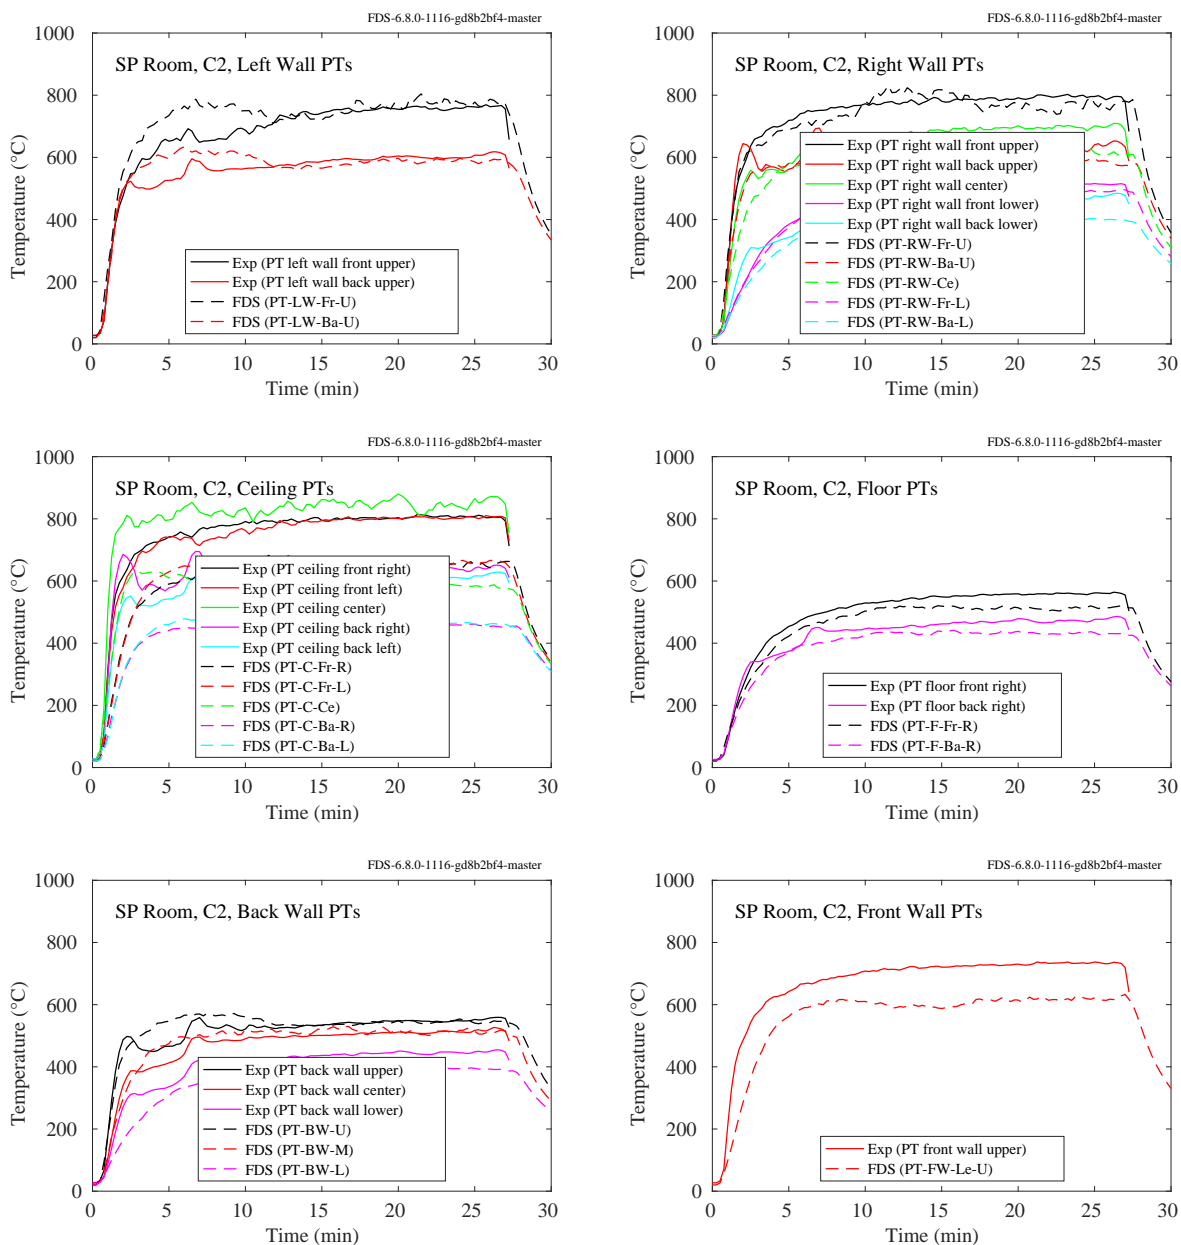 FDS-6.8.0-1116-gd8b2bf4-master
SP Room, C2, Left Wall PTs
1000
800
600
400
200
0
Temperature (°C)
Exp (PT left wall front upper)
Exp (PT left wall back upper)
FDS (PT-LW-Fr-U)
FDS (PT-LW-Ba-U)
0 5 10 15 20 25 30
Time (min)
FDS-6.8.0-1116-gd8b2bf4-master
SP Room, C2, Right Wall PTs
1000
800
600
400
200
0
Temperature (°C)
Exp (PT right wall front upper)
Exp (PT right wall back upper)
Exp (PT right wall center)
Exp (PT right wall front lower)
Exp (PT right wall back lower)
FDS (PT-RW-Fr-U)
FDS (PT-RW-Ba-U)
FDS (PT-RW-Ce)
FDS (PT-RW-Fr-L)
FDS (PT-RW-Ba-L)
0 5 10 15 20 25 30
Time (min)
FDS-6.8.0-1116-gd8b2bf4-master
SP Room, C2, Ceiling PTs
1000
800
600
400
200
0
Temperature (°C)
Exp (PT ceiling front right)
Exp (PT ceiling front left)
Exp (PT ceiling center)
Exp (PT ceiling back right)
Exp (PT ceiling back left)
FDS (PT-C-Fr-R)
FDS (PT-C-Fr-L)
FDS (PT-C-Ce)
FDS (PT-C-Ba-R)
FDS (PT-C-Ba-L)
0 5 10 15 20 25 30
Time (min)
FDS-6.8.0-1116-gd8b2bf4-master
SP Room, C2, Floor PTs
1000
800
600
400
200
0
Temperature (°C)
Exp (PT floor front right)
Exp (PT floor back right)
FDS (PT-F-Fr-R)
FDS (PT-F-Ba-R)
0 5 10 15 20 25 30
Time (min)
FDS-6.8.0-1116-gd8b2bf4-master
SP Room, C2, Back Wall PTs
1000
800
600
400
200
0
Temperature (°C)
Exp (PT back wall upper)
Exp (PT back wall center)
Exp (PT back wall lower)
FDS (PT-BW-U)
FDS (PT-BW-M)
FDS (PT-BW-L)
0 5 10 15 20 25 30
Time (min)
FDS-6.8.0-1116-gd8b2bf4-master
SP Room, C2, Front Wall PTs
1000
800
600
400
200
0
Temperature (°C)
Exp (PT front wall upper)
FDS (PT-FW-Le-U)
0 5 10 15 20 25 30
Time (min)